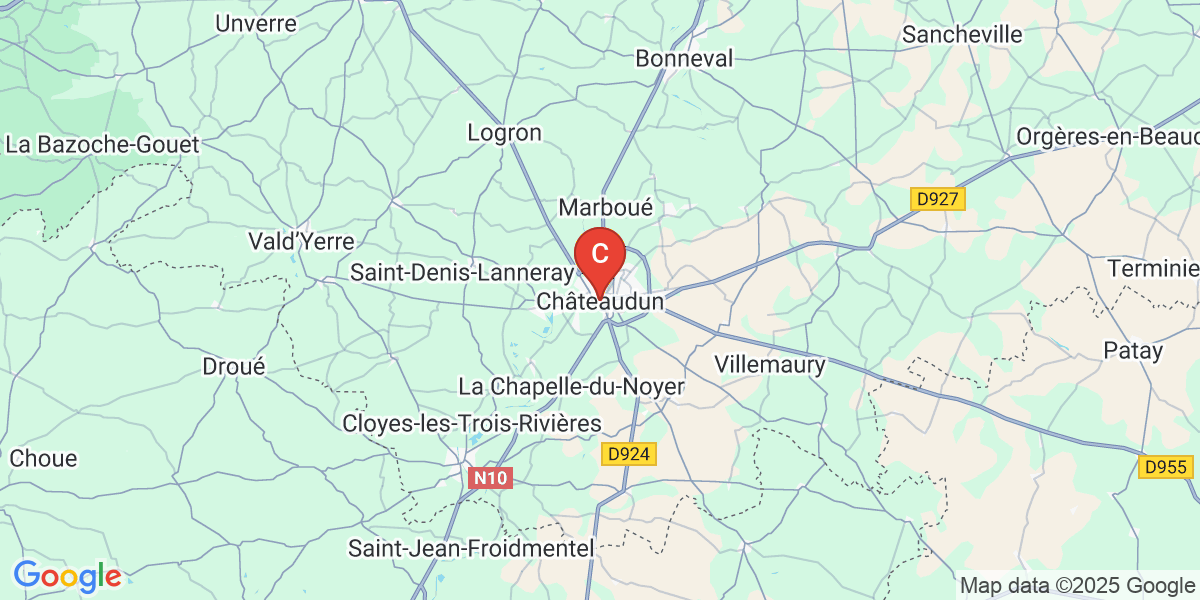 Unverre
Sancheville
Bonneval
Logron
Orgères-en-Beauc
La Bazoche-Gouet
D927
Marboué
Vald'Yerre
C
Saint-Denis-Lanneray
Terminie
Châteaudun
Patay
Villemaury
Droué
La Chapelle-du-Noyer
Cloyes-les-Trois-Rivières
D924
Choue
D955
N10
Saint-Jean-Froidmentel
Google
Map data ©2025 Google